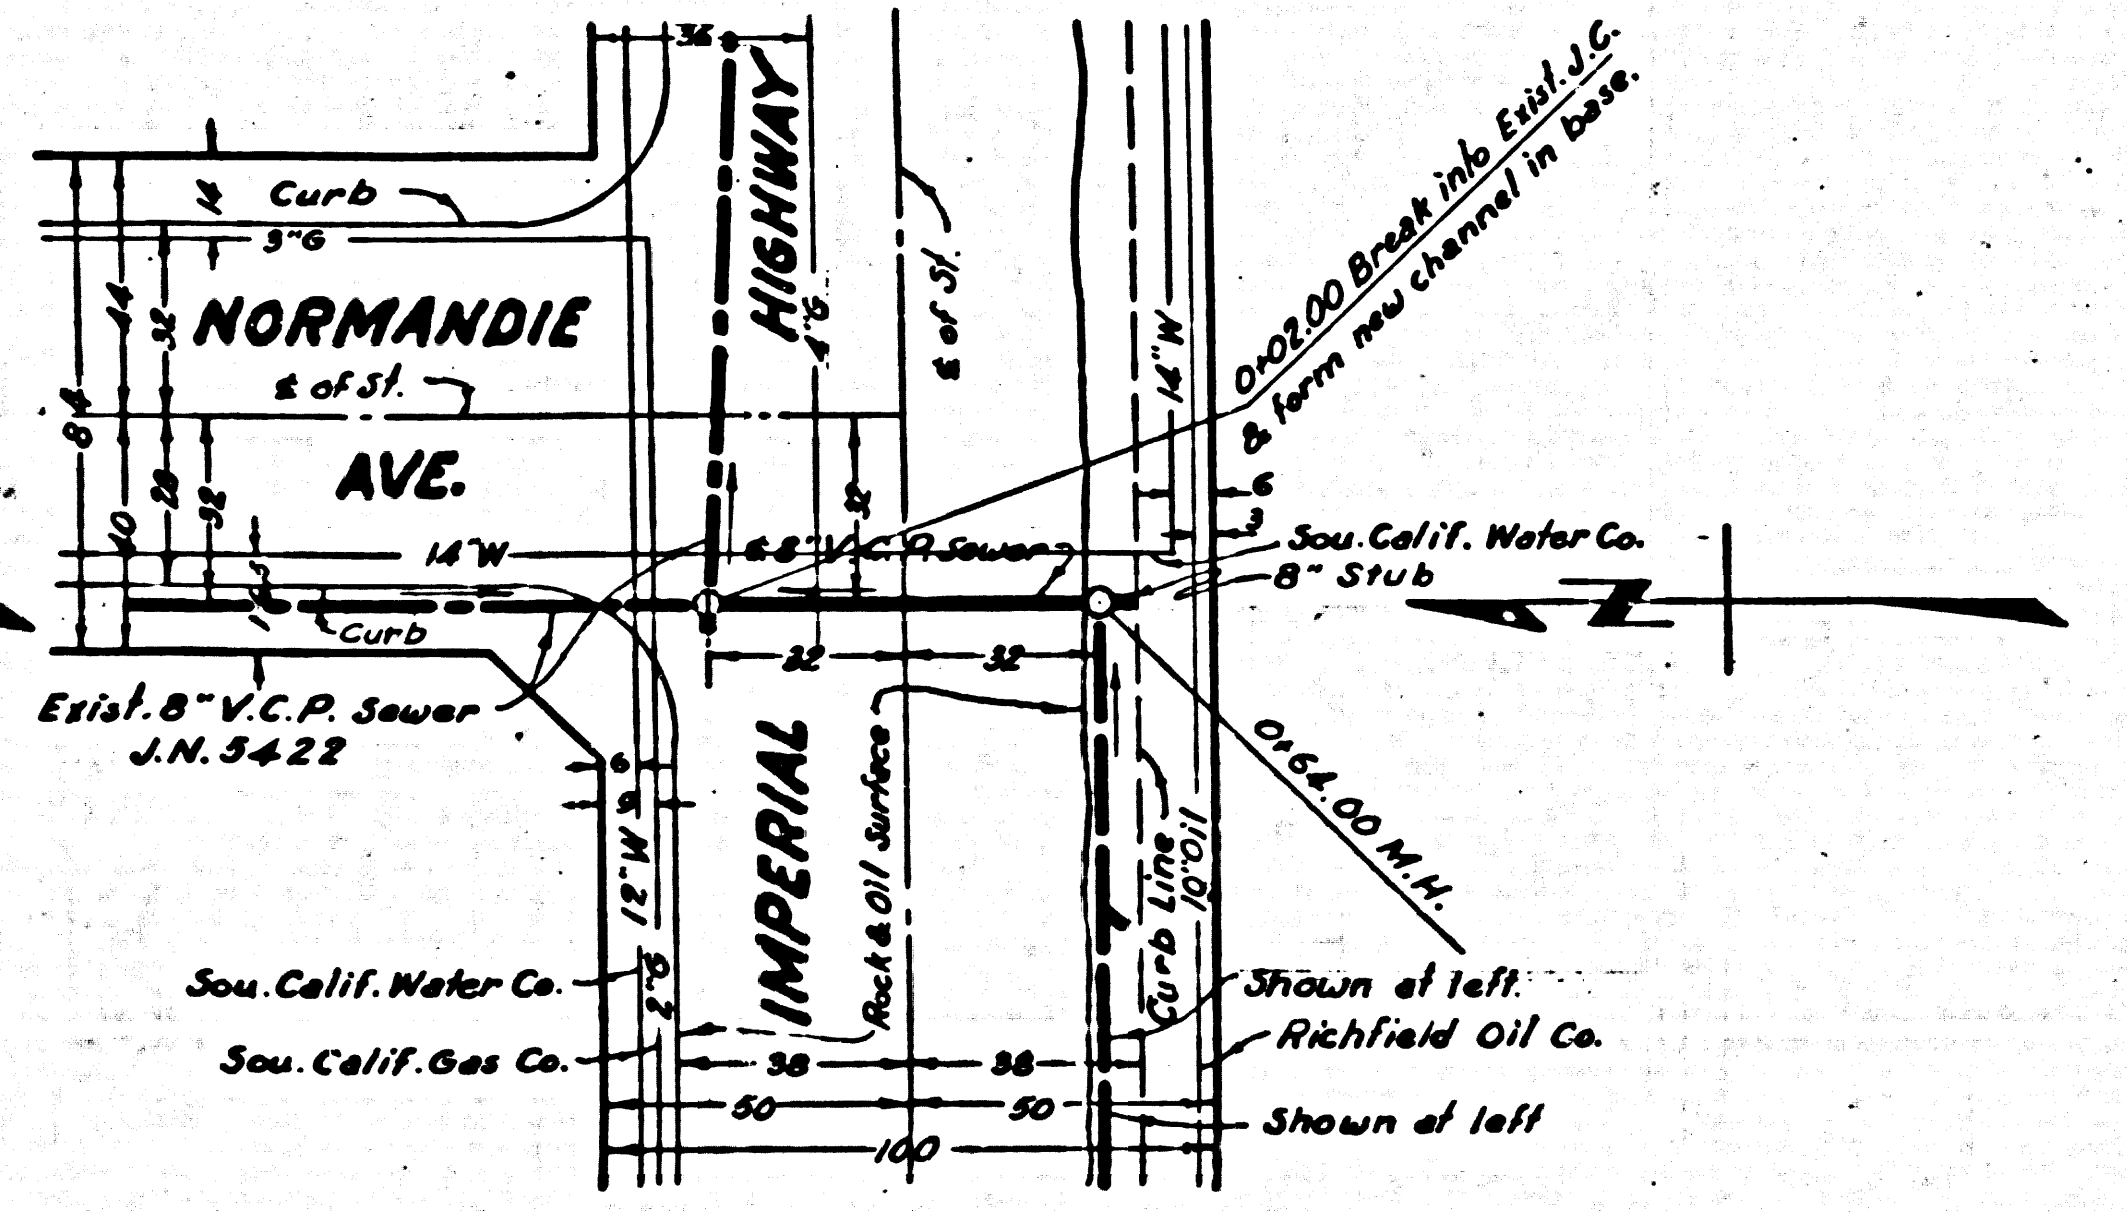 36
HIGHWAY
Curb
14
3"G
NORMANDIE
℄ of St.
AVE.
84
44
40
32
28
32
14"W
Curb
Exist. 8" V.C.P. Sewer
J.N. 5422
4"G
℄ of St.
32
℄ 8" V.C.P. Sewer
14"W
0+02.00 Break into Exist. J.C.
& form new channel in base.
6
3
Sou. Calif. Water Co.
8" Stub
N
32
32
0+64.00 M.H.
6
9
12"W
2"G
IMPERIAL
Rock & Oil Surface
Curb Line
10" Oil
Sou. Calif. Water Co.
Sou. Calif. Gas Co.
Shown at left.
Richfield Oil Co.
Shown at left
38
38
50
50
100